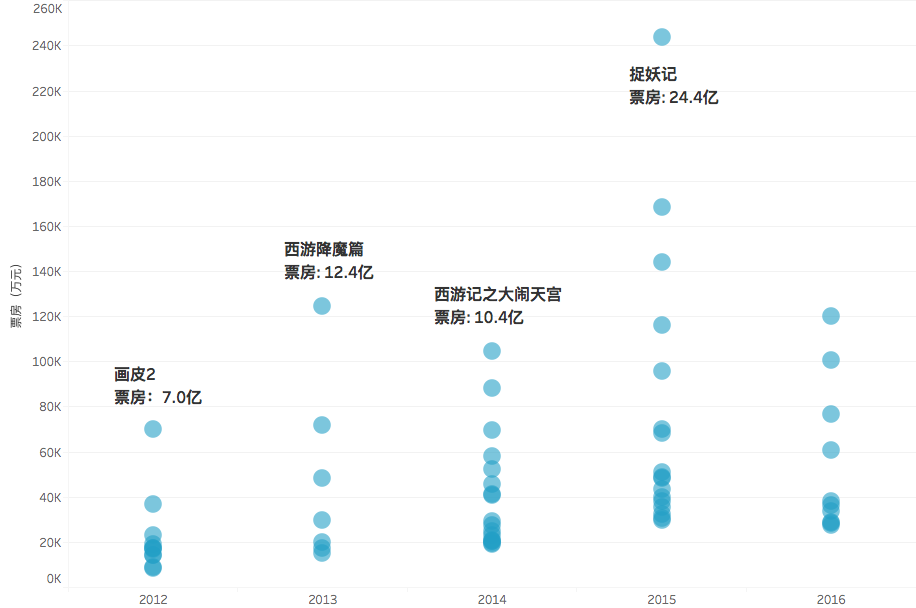 260K
240K
220K
200K
180K
160K
140K
120K
100K
80K
60K
40K
20K
0K
票房（万元）
捉妖记
票房: 24.4亿
西游降魔篇
票房: 12.4亿
西游记之大闹天宫
票房: 10.4亿
画皮2
票房：7.0亿
2012
2013
2014
2015
2016